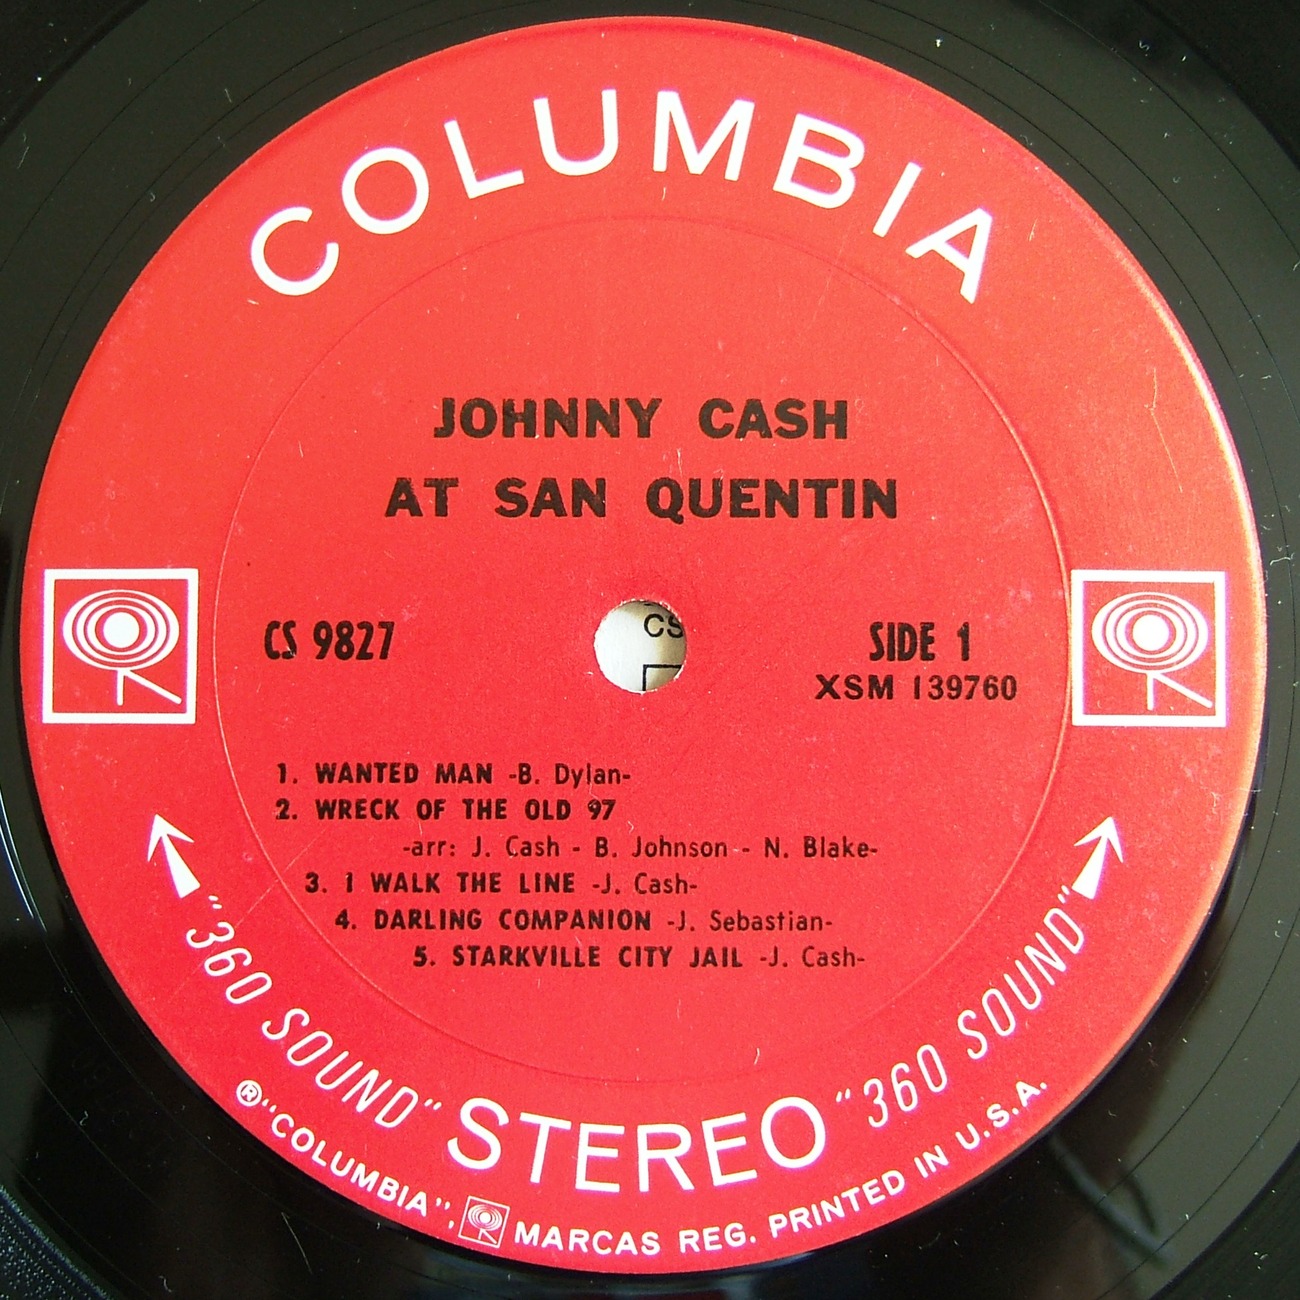 COLUMBIA
JOHNNY CASH
AT SAN QUENTIN
CS 9827
CS
SIDE 1
XSM 139760
1. WANTED MAN -B. Dylan-
2. WRECK OF THE OLD 97
-arr: J. Cash - B. Johnson - N. Blake-
3. I WALK THE LINE -J. Cash-
4. DARLING COMPANION -J. Sebastian-
5. STARKVILLE CITY JAIL -J. Cash-
"360 SOUND" STEREO "360 SOUND"
® "COLUMBIA", MARCAS REG. PRINTED IN U.S.A.